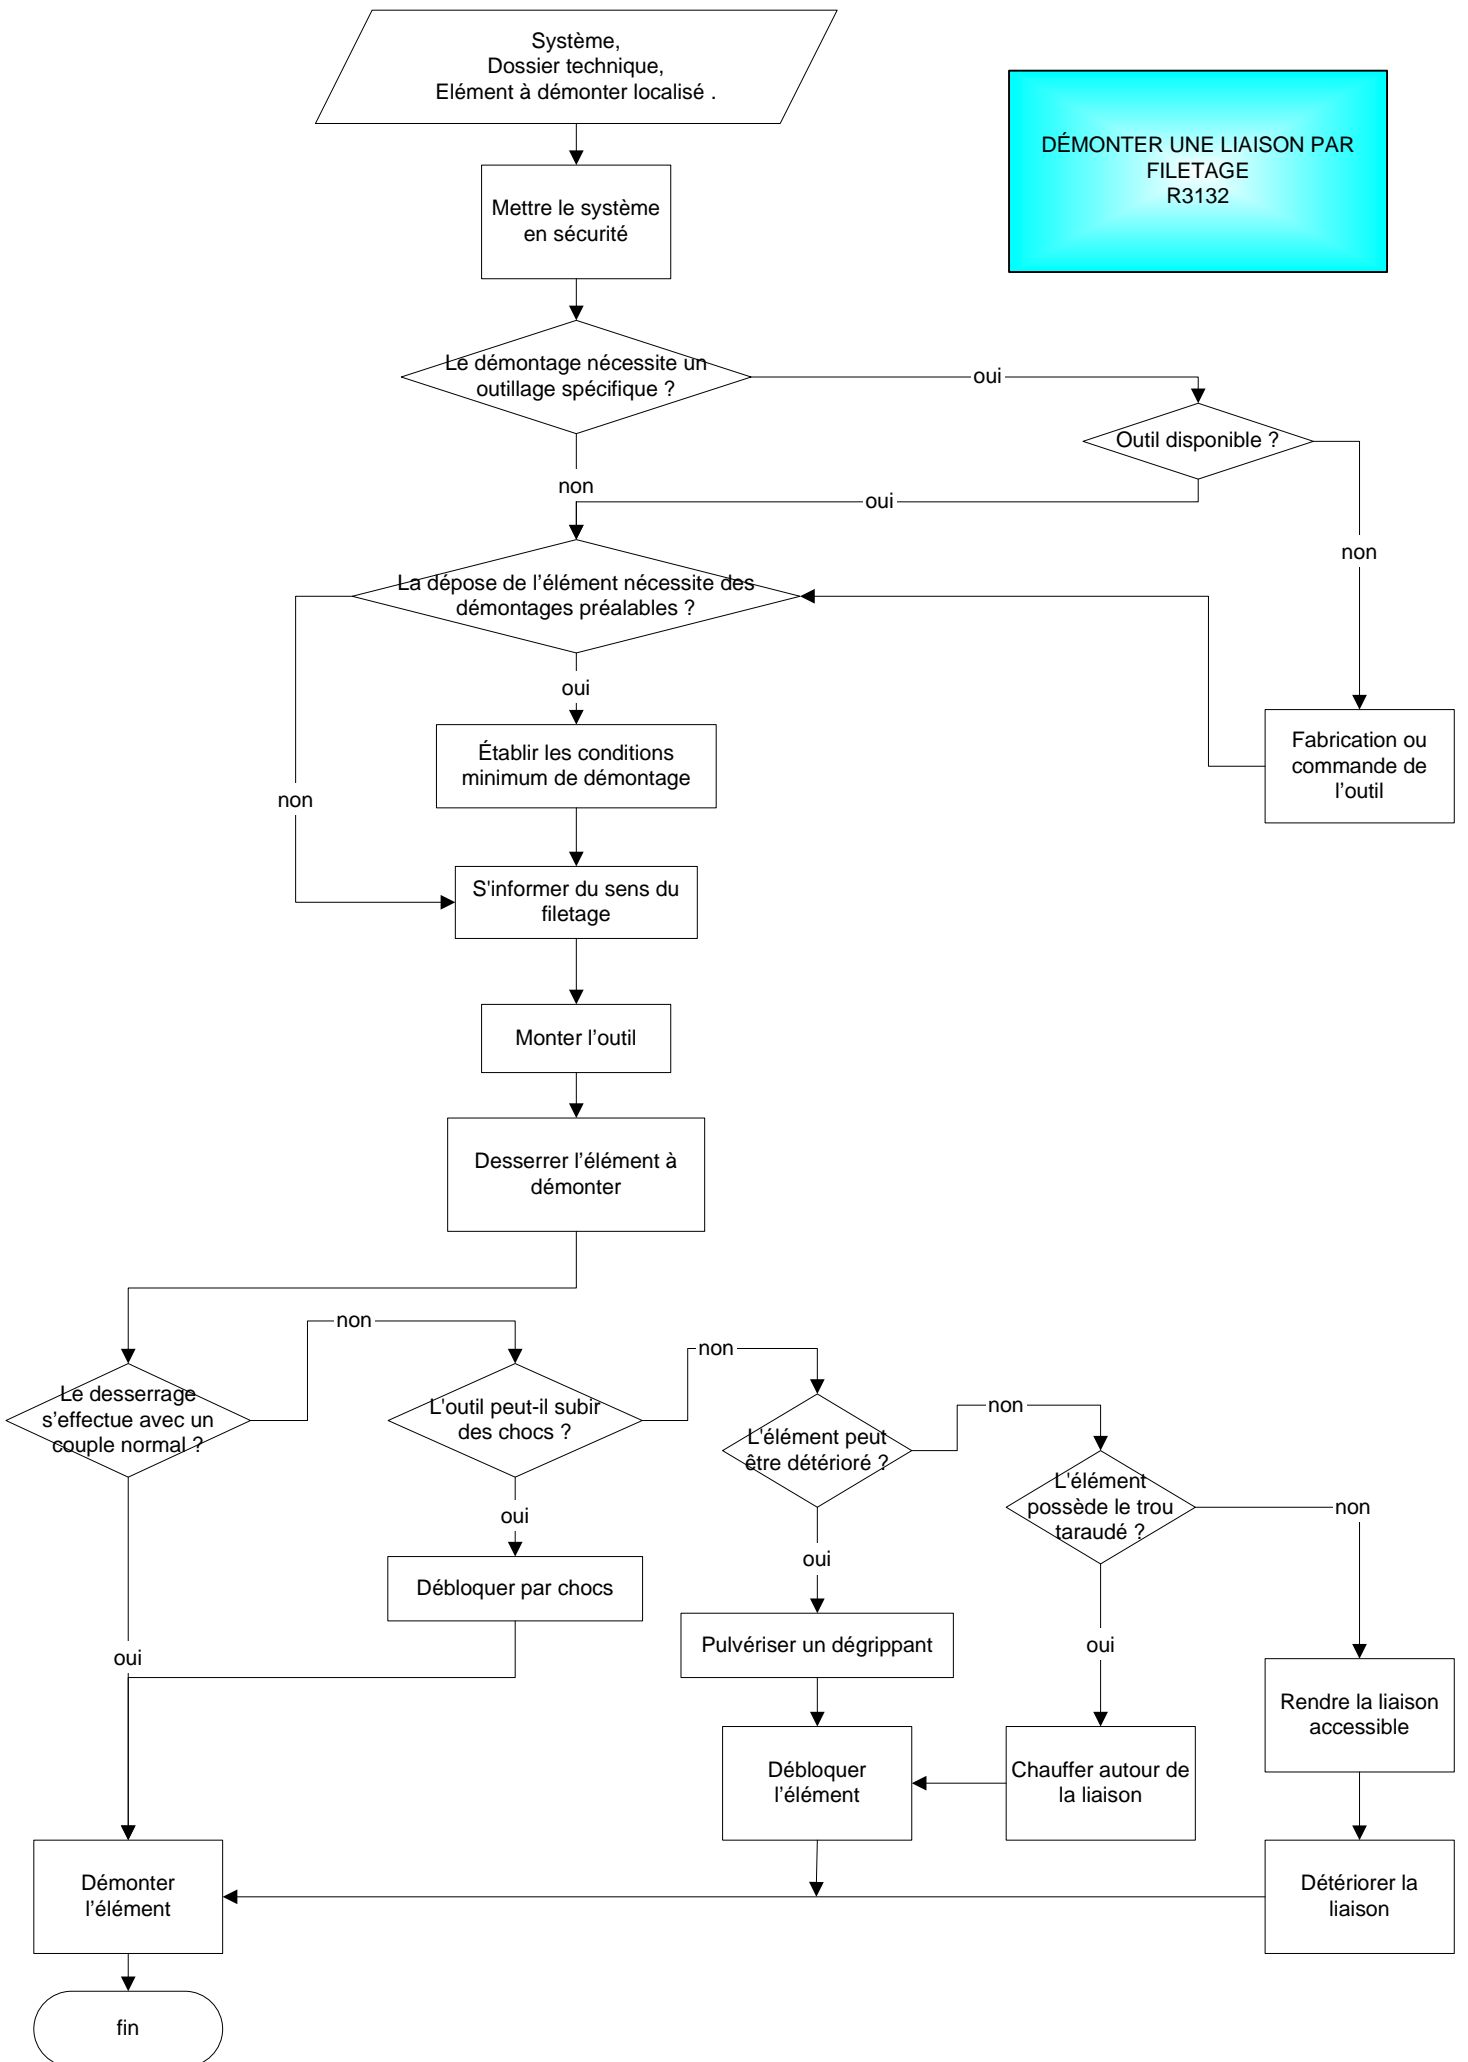 Système,
Dossier technique,
Elément à démonter localisé .
DÉMONTER UNE LIAISON PAR
FILETAGE
R3132
Mettre le système
en sécurité
Le démontage nécessite un
outillage spécifique ?
oui
Outil disponible ?
non
oui
non
La dépose de l’élément nécessite des
démontages préalables ?
oui
Établir les conditions
minimum de démontage
Fabrication ou
commande de
l’outil
non
S'informer du sens du
filetage
Monter l’outil
Desserrer l’élément à
démonter
non
non
Le desserrage
s’effectue avec un
couple normal ?
L'outil peut-il subir
des chocs ?
non
L'élément peut
être détérioré ?
L'élément
possède le trou
taraudé ?
non
oui
oui
Débloquer par chocs
oui
Pulvériser un dégrippant
oui
Rendre la liaison
accessible
Débloquer
l’élément
Chauffer autour de
la liaison
Démonter
l’élément
Détériorer la
liaison
fin